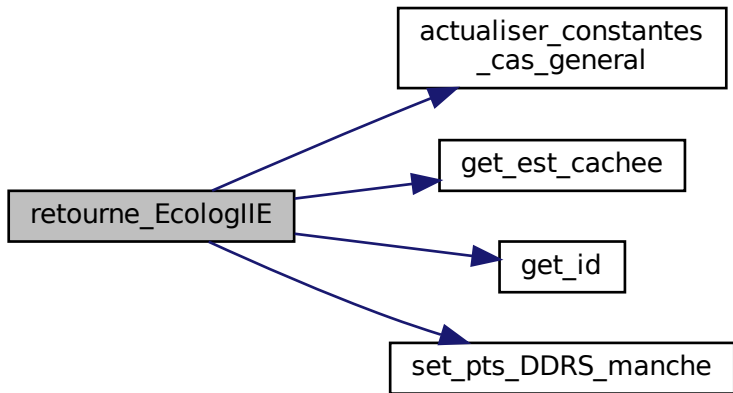 actualiser_constantes
_cas_general
get_est_cachee
retourne_EcologIIE
get_id
set_pts_DDRS_manche